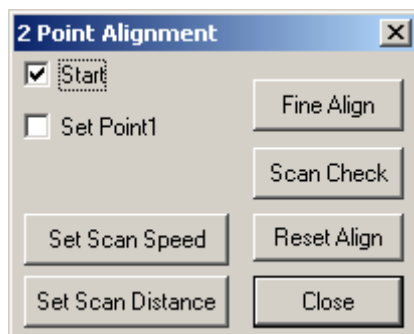 2 Point Alignment
Start
Set Point1
Fine Align
Scan Check
Set Scan Speed
Reset Align
Set Scan Distance
Close